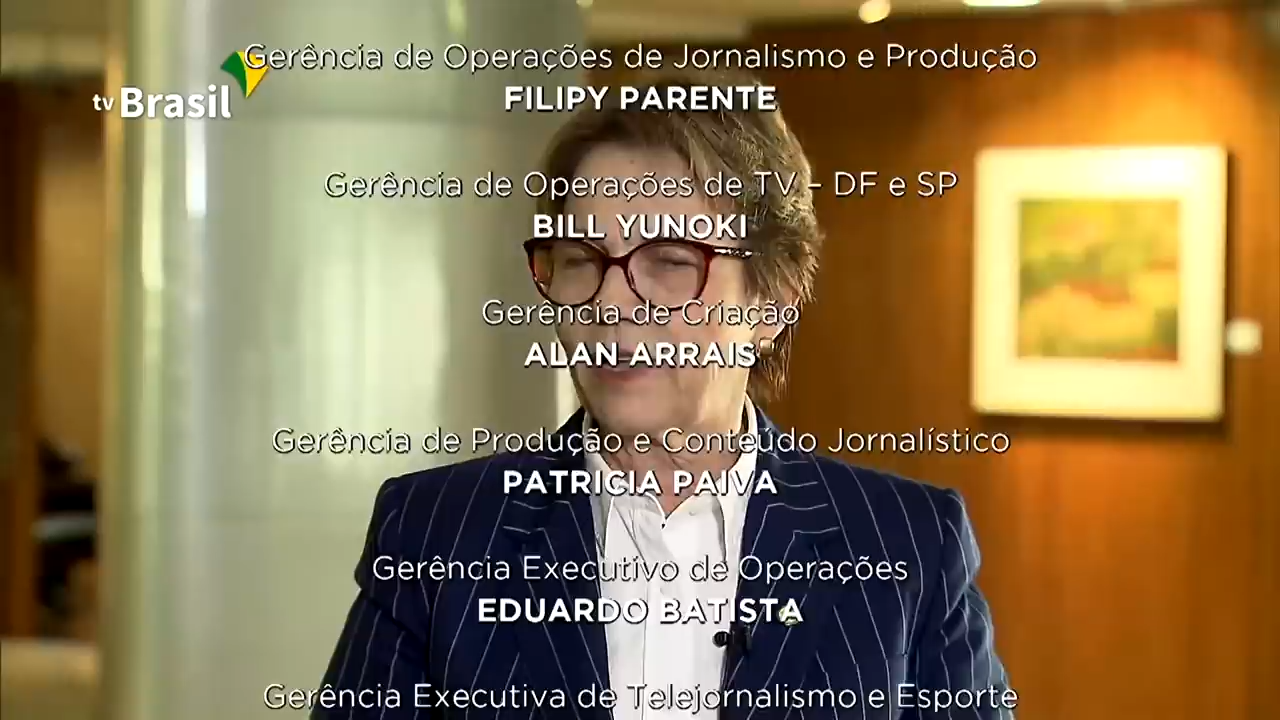 Gerência de Operações de Jornalismo e Produção
tv Brasil
FILIPY PARENTE
Gerência de Operações de TV – DF e SP
BILL YUNOKI
Gerência de Criação
ALAN ARRAIS
Gerência de Produção e Conteúdo Jornalístico
PATRICIA PAIVA
Gerência Executivo de Operações
EDUARDO BATISTA
Gerência Executiva de Telejornalismo e Esporte